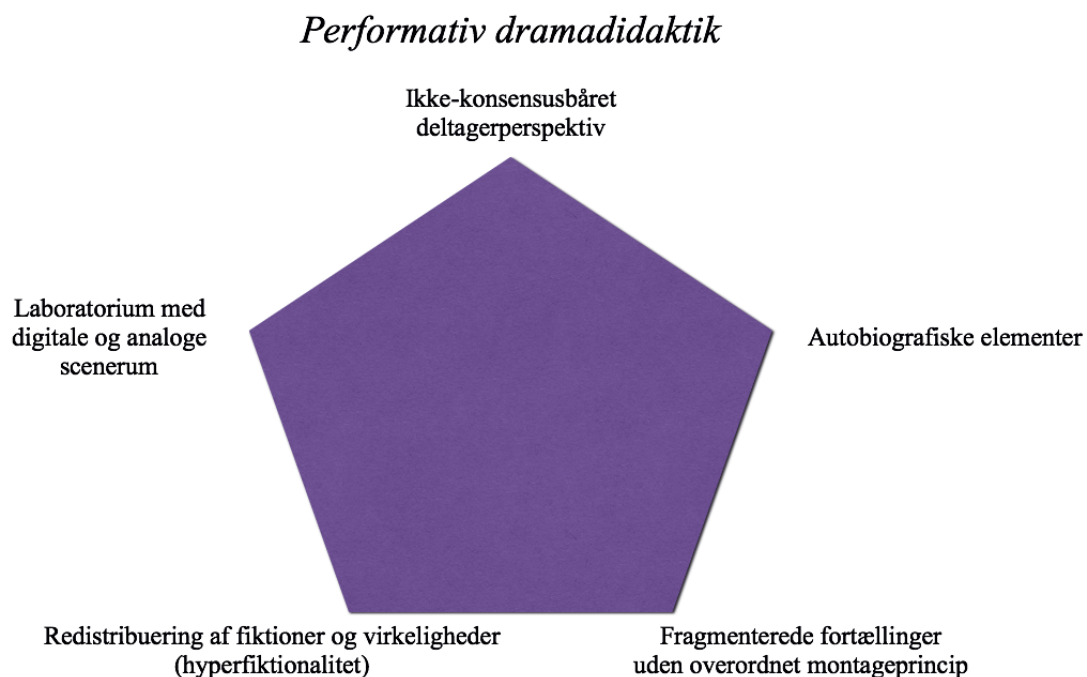 Performativ dramadidaktik
Ikke-konsensusbåret
deltagerperspektiv
Laboratorium med
digitale og analoge
scenerum
Autobiografiske elementer
Redistribuering af fiktioner og virkeligheder
(hyperfiktionalitet)
Fragmenterede fortællinger
uden overordnet montageprincip